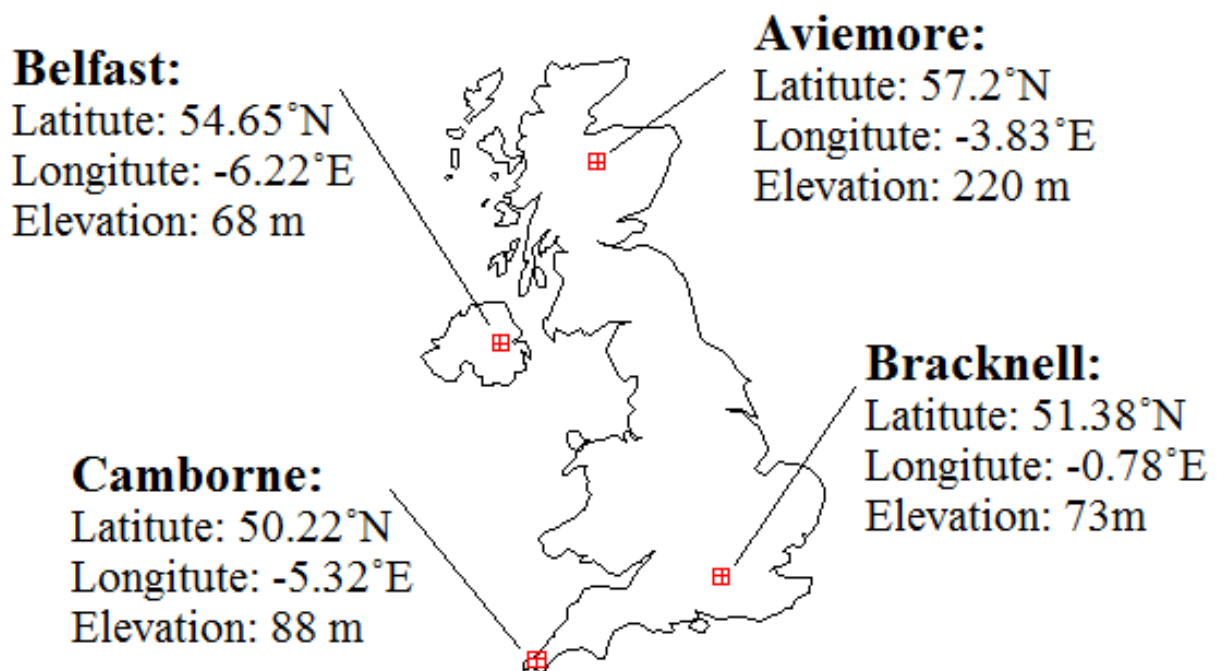 Belfast:
Latitute: 54.65˚N
Longitute: -6.22˚E
Elevation: 68 m
Aviemore:
Latitute: 57.2˚N
Longitute: -3.83˚E
Elevation: 220 m
Camborne:
Latitute: 50.22˚N
Longitute: -5.32˚E
Elevation: 88 m
Bracknell:
Latitute: 51.38˚N
Longitute: -0.78˚E
Elevation: 73m